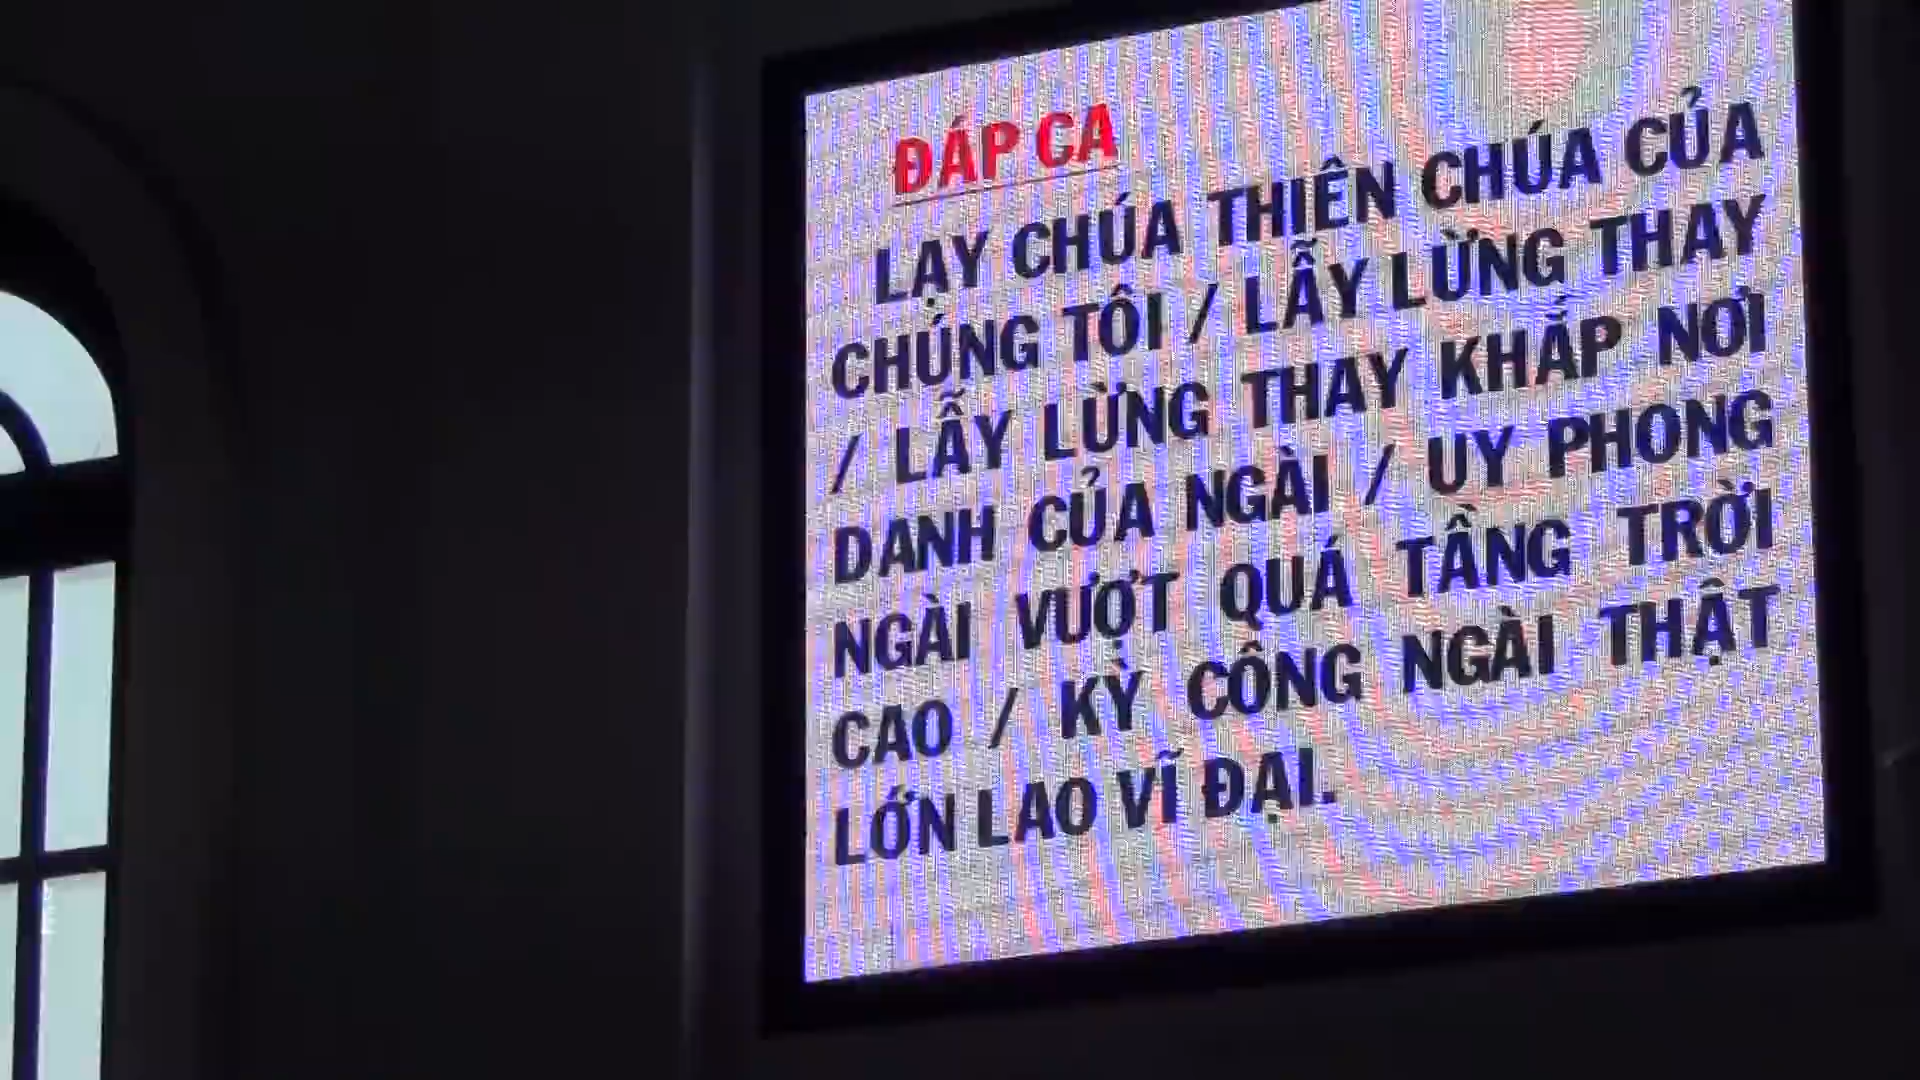 ĐÁP CA
LẠY CHÚA THIÊN CHÚA CỦA
CHÚNG TÔI / LẪY LỪNG THAY
/ LẪY LỪNG THAY KHẮP NƠI
DANH CỦA NGÀI / UY PHONG
NGÀI VƯỢT QUÁ TẦNG TRỜI
CAO / KỲ CÔNG NGÀI THẬT
LỚN LAO VĨ ĐẠI.